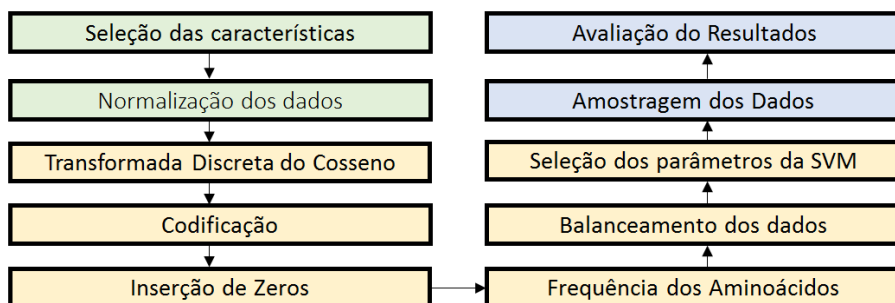 Seleção das característícas
Normalização dos dados
Transformada Discreta do Cosseno
Codificação
Inserção de Zeros
Frequência dos Aminoácidos
Balanceamento dos dados
Seleção dos parâmetros da SVM
Amostragem dos Dados
Avaliação do Resultados